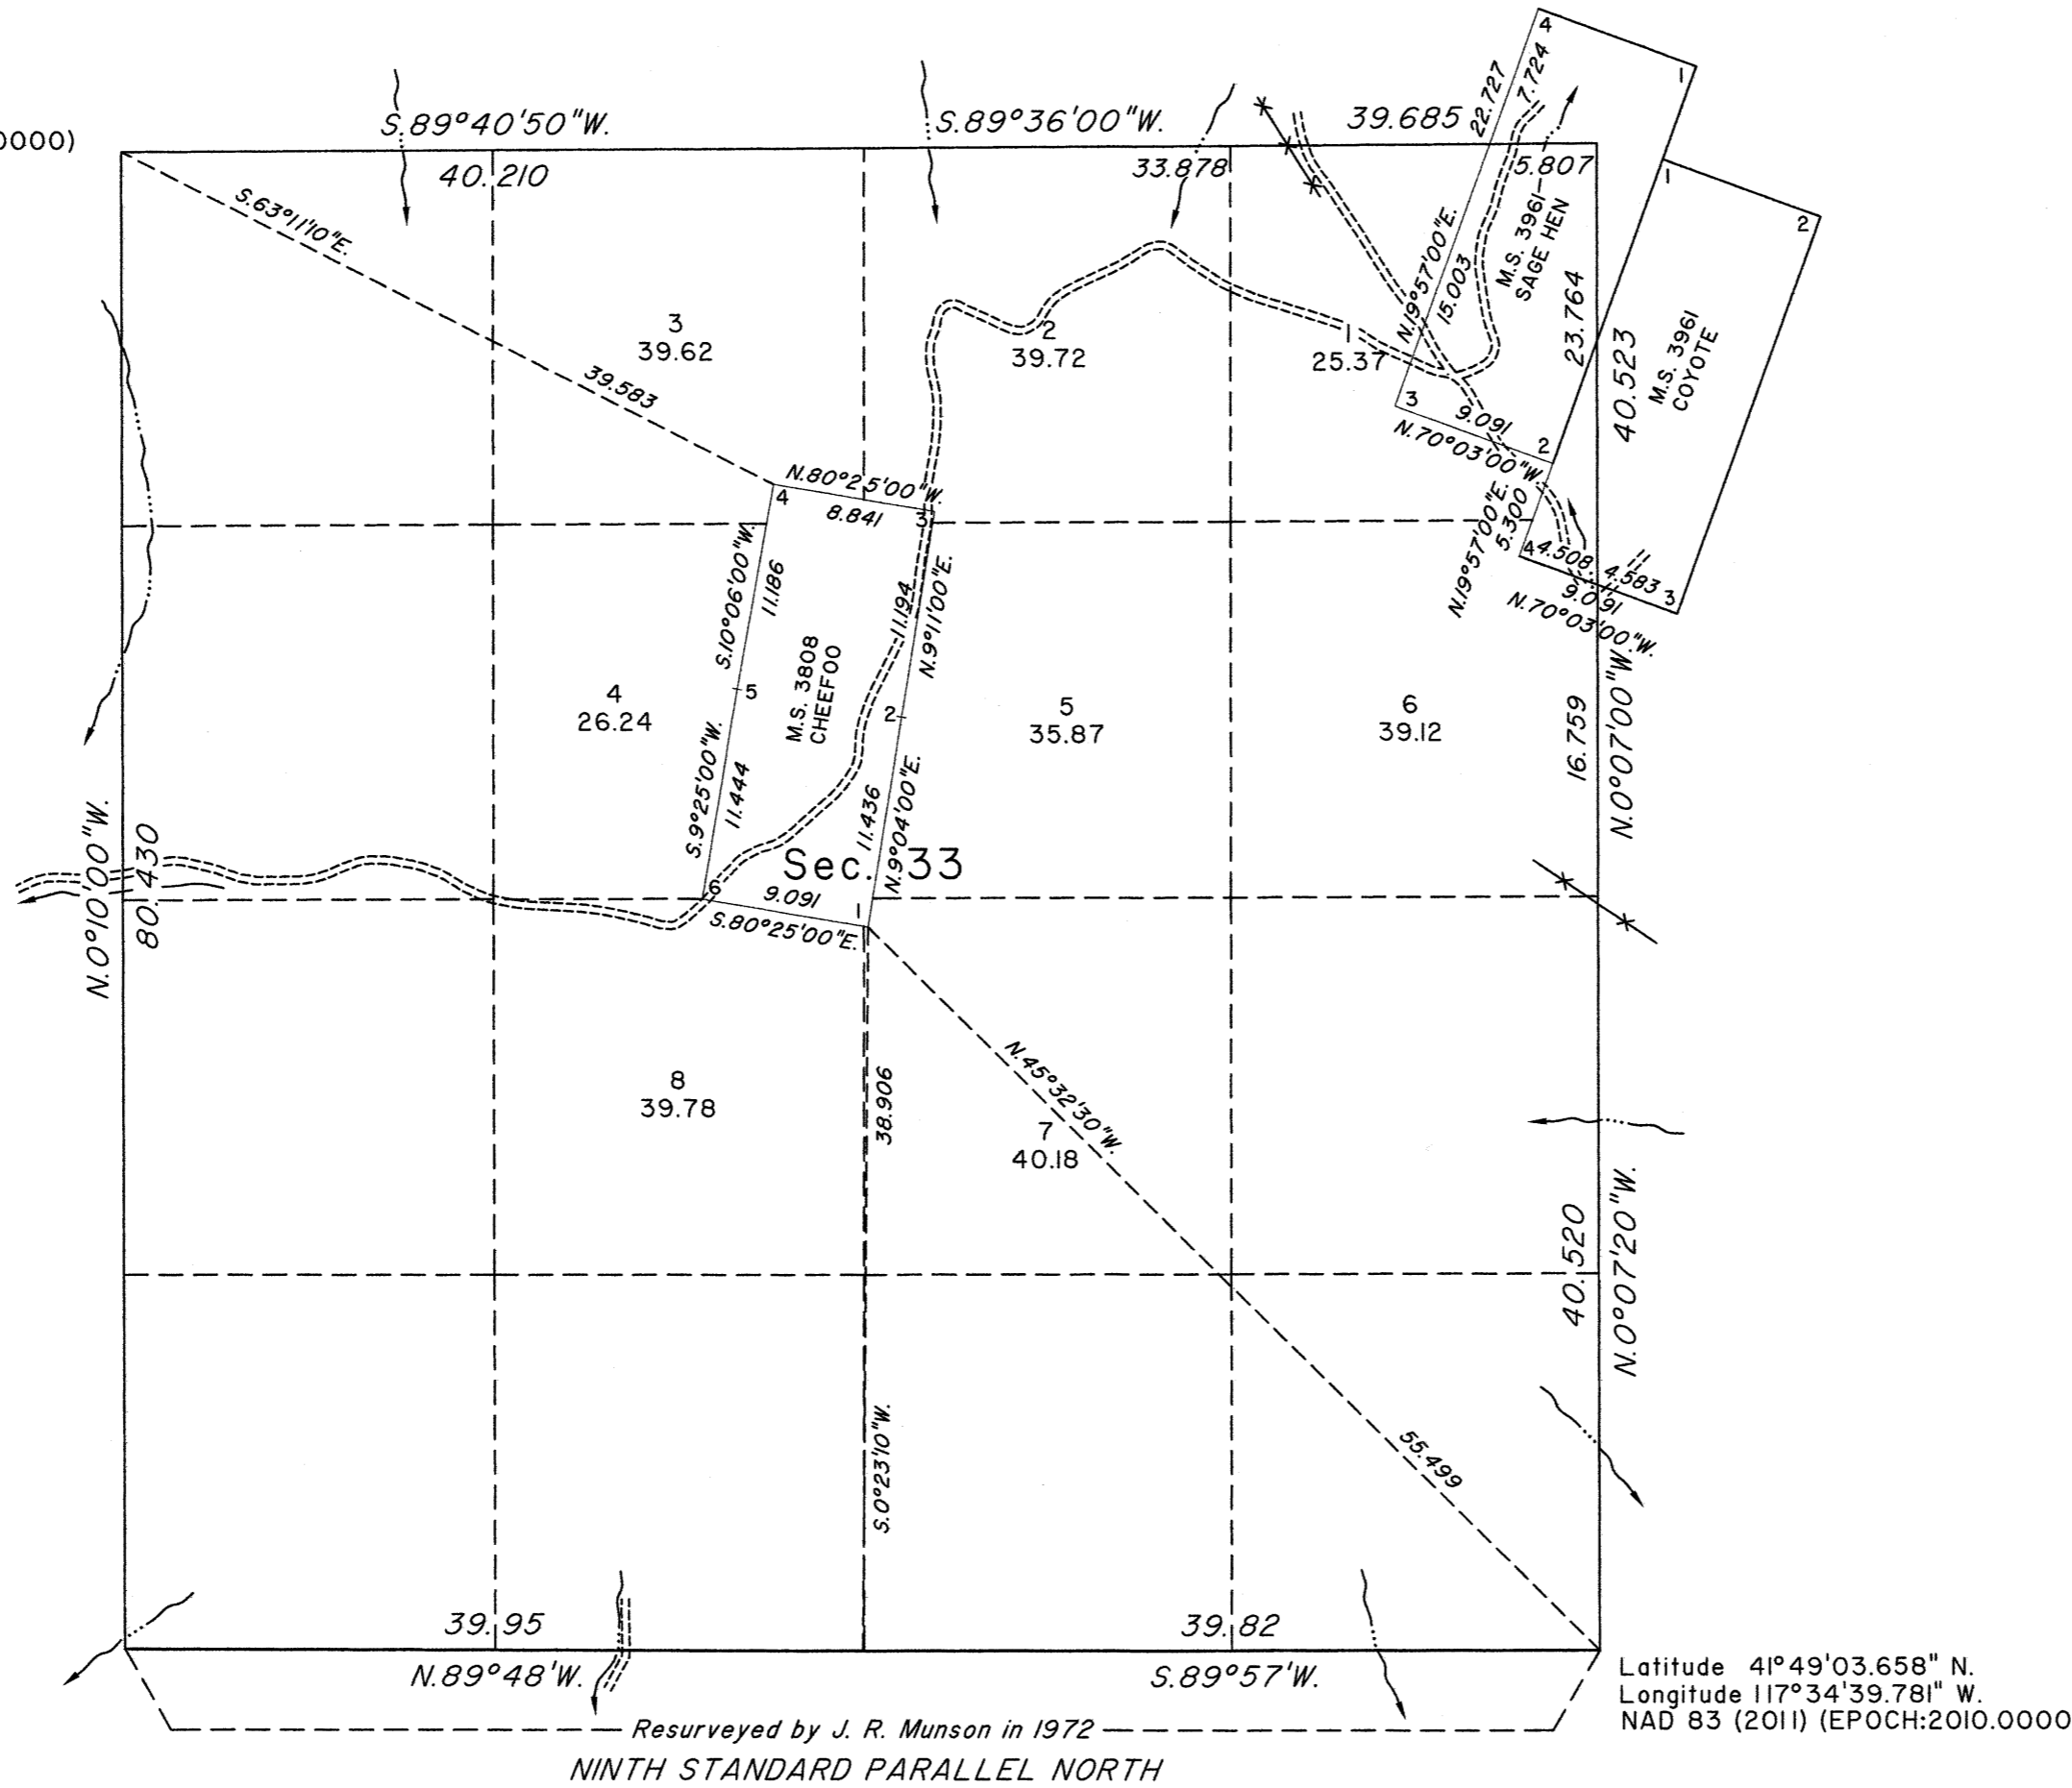 0000)
S.89°40'50"W.
S.89°36'00"W.
39.685
40.210
33.878
5.807
22.727
7.724
4
1
1
2
S.63°11'10"E.
39.583
3
39.62
2
39.72
1
25.37
N.19°57'00"E.
15.003
M.S. 3961
SAGE HEN
23.764
40.523
M.S. 3961
COYOTE
3
9.091
2
N.70°03'00"W.
N.19°57'00"E.
5.300
4
4.508
4.583
3
9.091
N.70°03'00"W.
N.80°25'00"W.
4
8.841
3
S.10°06'00"W.
11.186
11.194
N.9°11'00"E.
M.S. 3808
CHEEFOO
5
2
4
26.24
5
35.87
6
39.12
16.759
N.0°07'00"W.
S.9°25'00"W.
11.444
11.436
N.9°04'00"E.
Sec. 33
6
9.091
1
S.80°25'00"E.
N.0°10'00"W.
80.430
8
39.78
38.906
N.45°32'30"W.
7
40.18
40.520
N.0°07'20"W.
S.0°23'10"W.
55.499
39.95
39.82
N.89°48'W.
S.89°57'W.
Latitude 41°49'03.658" N.
Longitude 117°34'39.781" W.
NAD 83 (2011) (EPOCH:2010.0000
Resurveyed by J. R. Munson in 1972
NINTH STANDARD PARALLEL NORTH